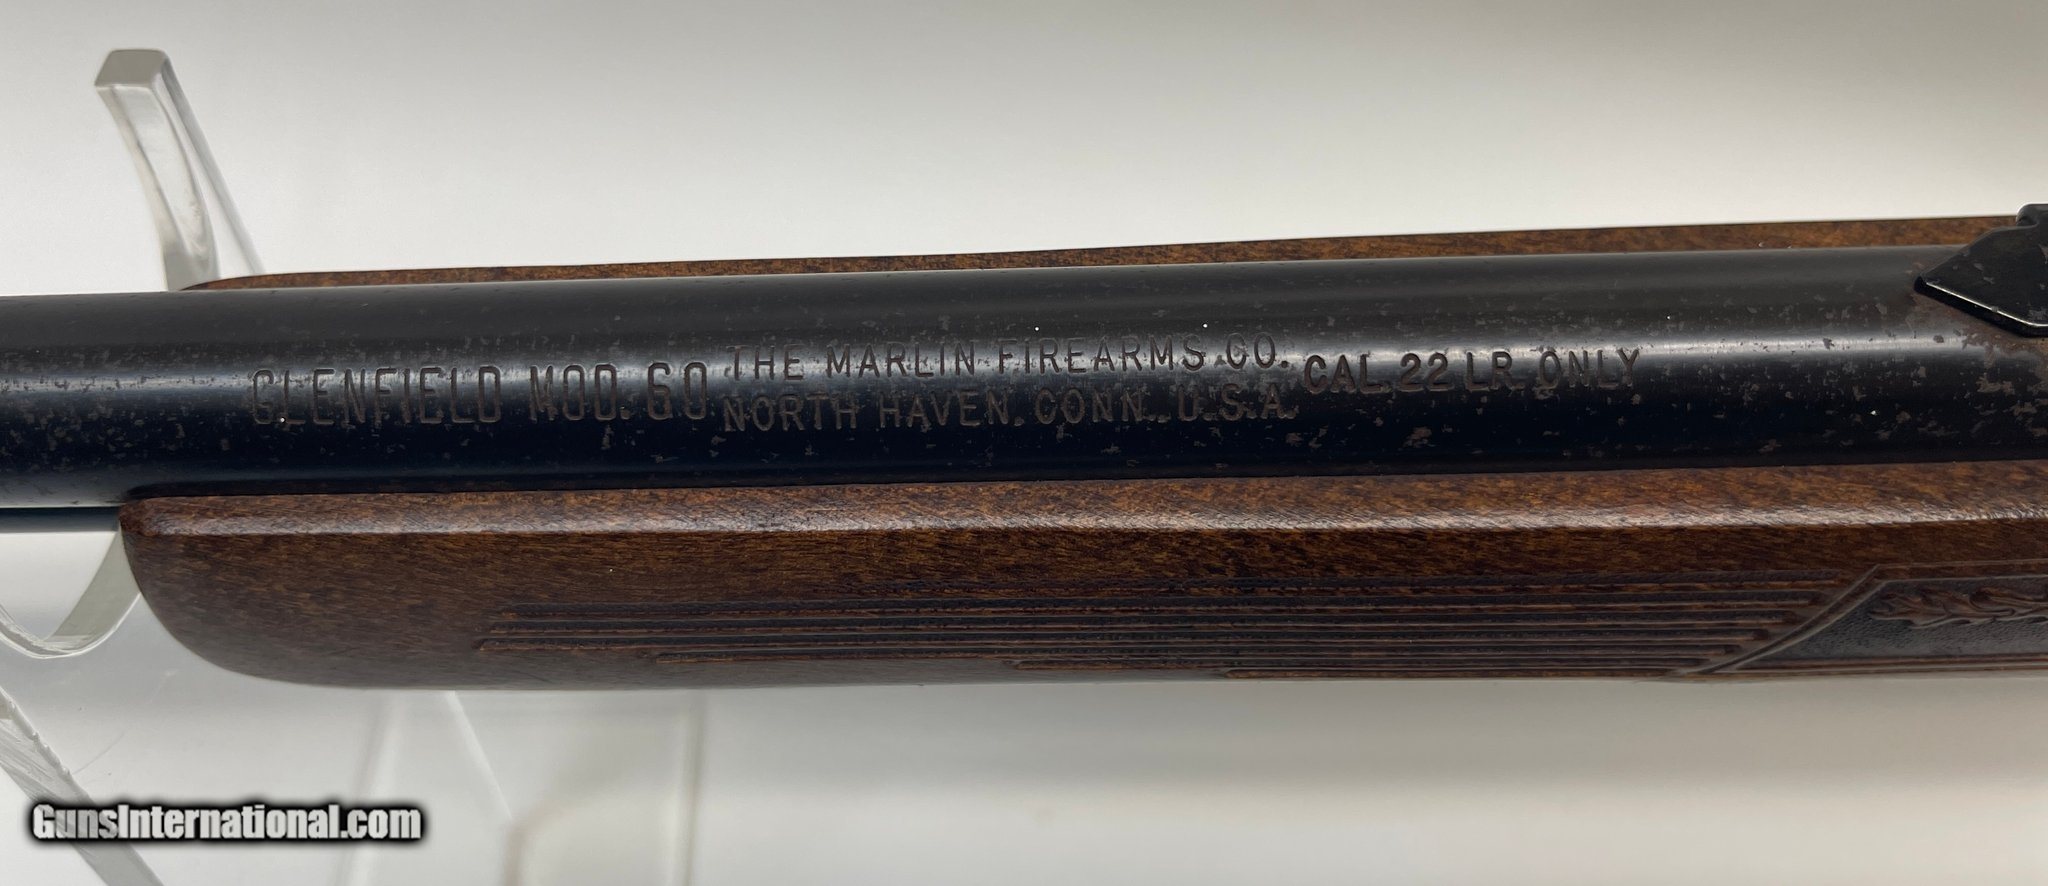 GLENFIELD MOD. 60
THE MARLIN FIREARMS CO.
NORTH HAVEN. CONN. U.S.A.
CAL. 22 LR. ONLY
GunsInternational.com